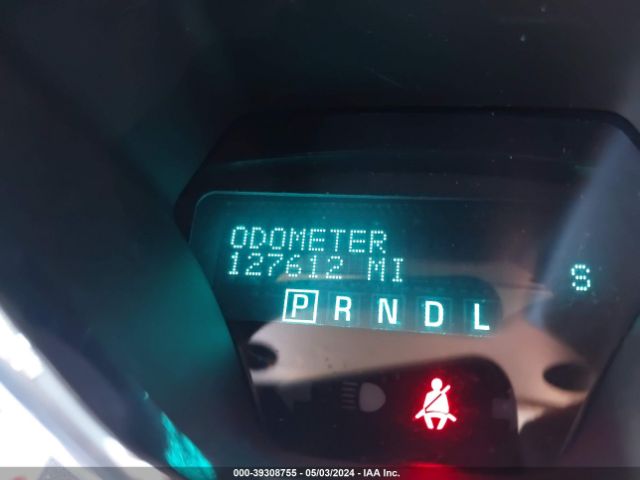 ODOMETER
127612 MI
S
P R N D L
000-39308755 - 05/03/2024 - IAA Inc.